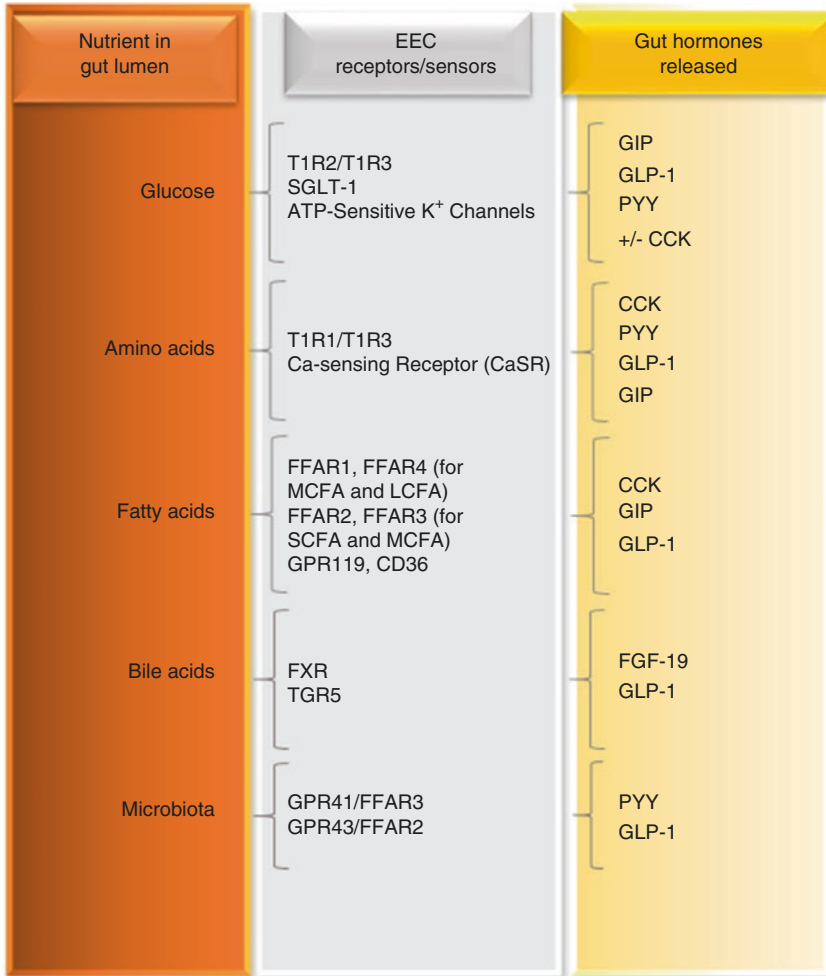 Nutrient in
gut lumen
EEC
receptors/sensors
Gut hormones
released
Glucose
T1R2/T1R3
SGLT-1
ATP-Sensitive K⁺ Channels
GIP
GLP-1
PYY
+/- CCK
Amino acids
T1R1/T1R3
Ca-sensing Receptor (CaSR)
CCK
PYY
GLP-1
GIP
Fatty acids
FFAR1, FFAR4 (for
MCFA and LCFA)
FFAR2, FFAR3 (for
SCFA and MCFA)
GPR119, CD36
CCK
GIP
GLP-1
Bile acids
FXR
TGR5
FGF-19
GLP-1
Microbiota
GPR41/FFAR3
GPR43/FFAR2
PYY
GLP-1